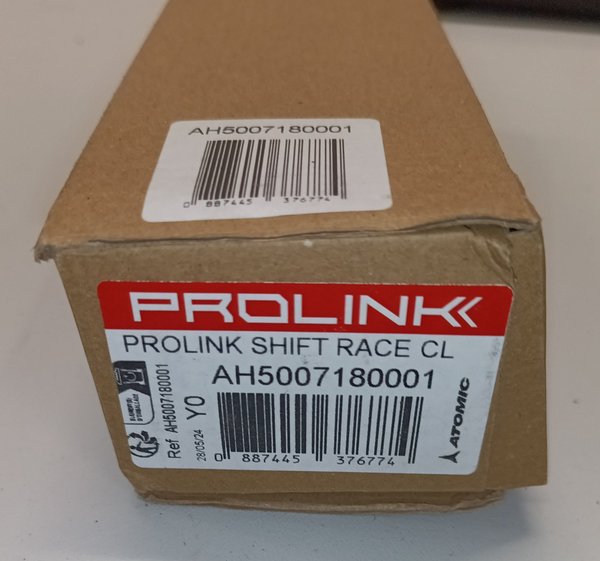 AH5007180001
0 887445 376774
PROLINK
PROLINK SHIFT RACE CL
AH5007180001
Ref AH5007180001
YO
28/05/24
0 887445 376774
ATOMIC